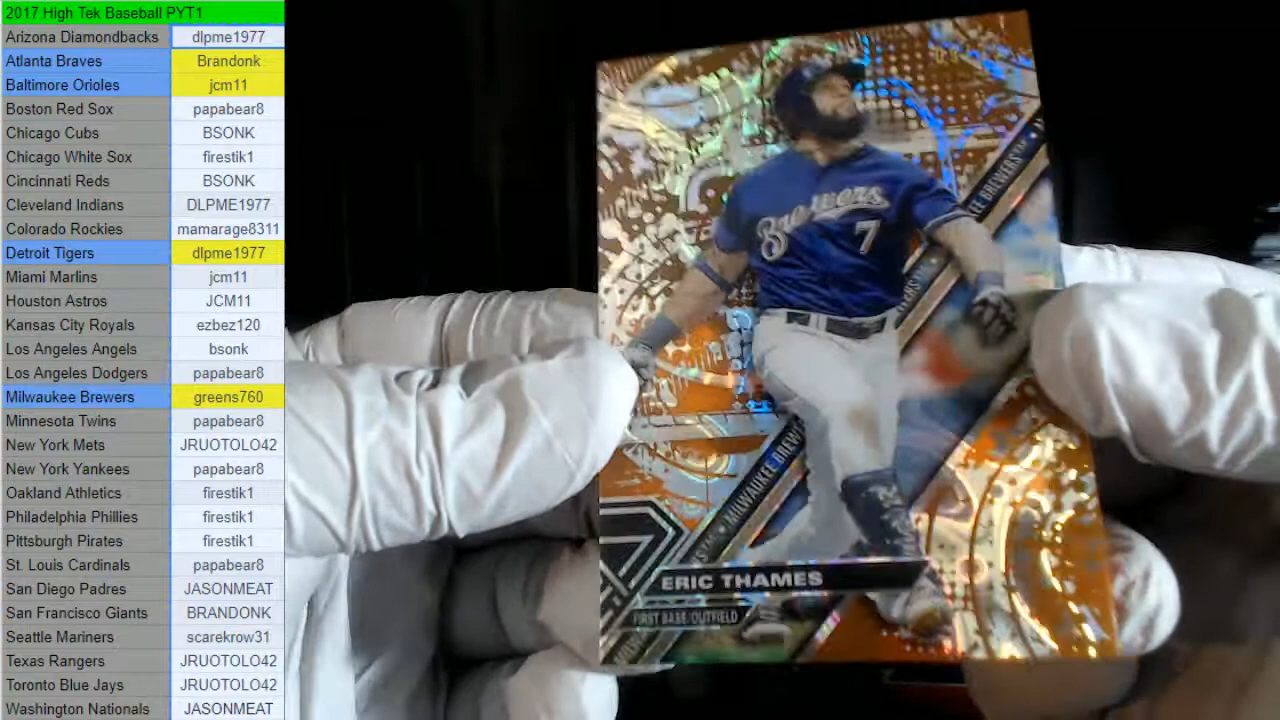 2017 High Tek Baseball PYT1
Arizona Diamondbacks dlpme1977
Atlanta Braves Brandonk
Baltimore Orioles jcm11
Boston Red Sox papabear8
Chicago Cubs BSONK
Chicago White Sox firestik1
Cincinnati Reds BSONK
Cleveland Indians DLPME1977
Colorado Rockies mamarage8311
Detroit Tigers dlpme1977
Miami Marlins jcm11
Houston Astros JCM11
Kansas City Royals ezbez120
Los Angeles Angels bsonk
Los Angeles Dodgers papabear8
Milwaukee Brewers greens760
Minnesota Twins papabear8
New York Mets JRUOTOLO42
New York Yankees papabear8
Oakland Athletics firestik1
Philadelphia Phillies firestik1
Pittsburgh Pirates firestik1
St. Louis Cardinals papabear8
San Diego Padres JASONMEAT
San Francisco Giants BRANDONK
Seattle Mariners scarekrow31
Texas Rangers JRUOTOLO42
Toronto Blue Jays JRUOTOLO42
Washington Nationals JASONMEAT
Brewers
7
MILWAUKEE BREW
ERIC THAMES
FIRST BASE/OUTFIELD